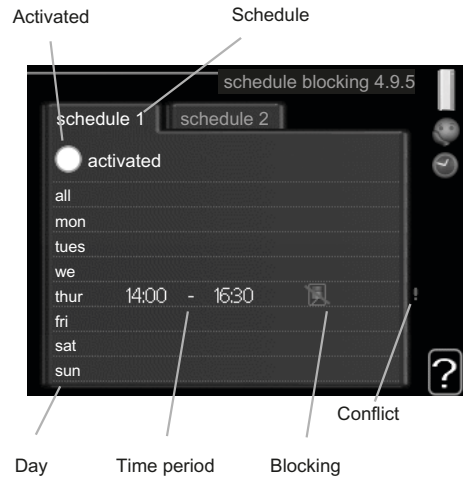 Activated
Schedule
schedule blocking 4.9.5
schedule 1
schedule 2
activated
all
mon
tues
we
thur 14:00 - 16:30 !
fri
sat
sun
?
Conflict
Day
Time period
Blocking